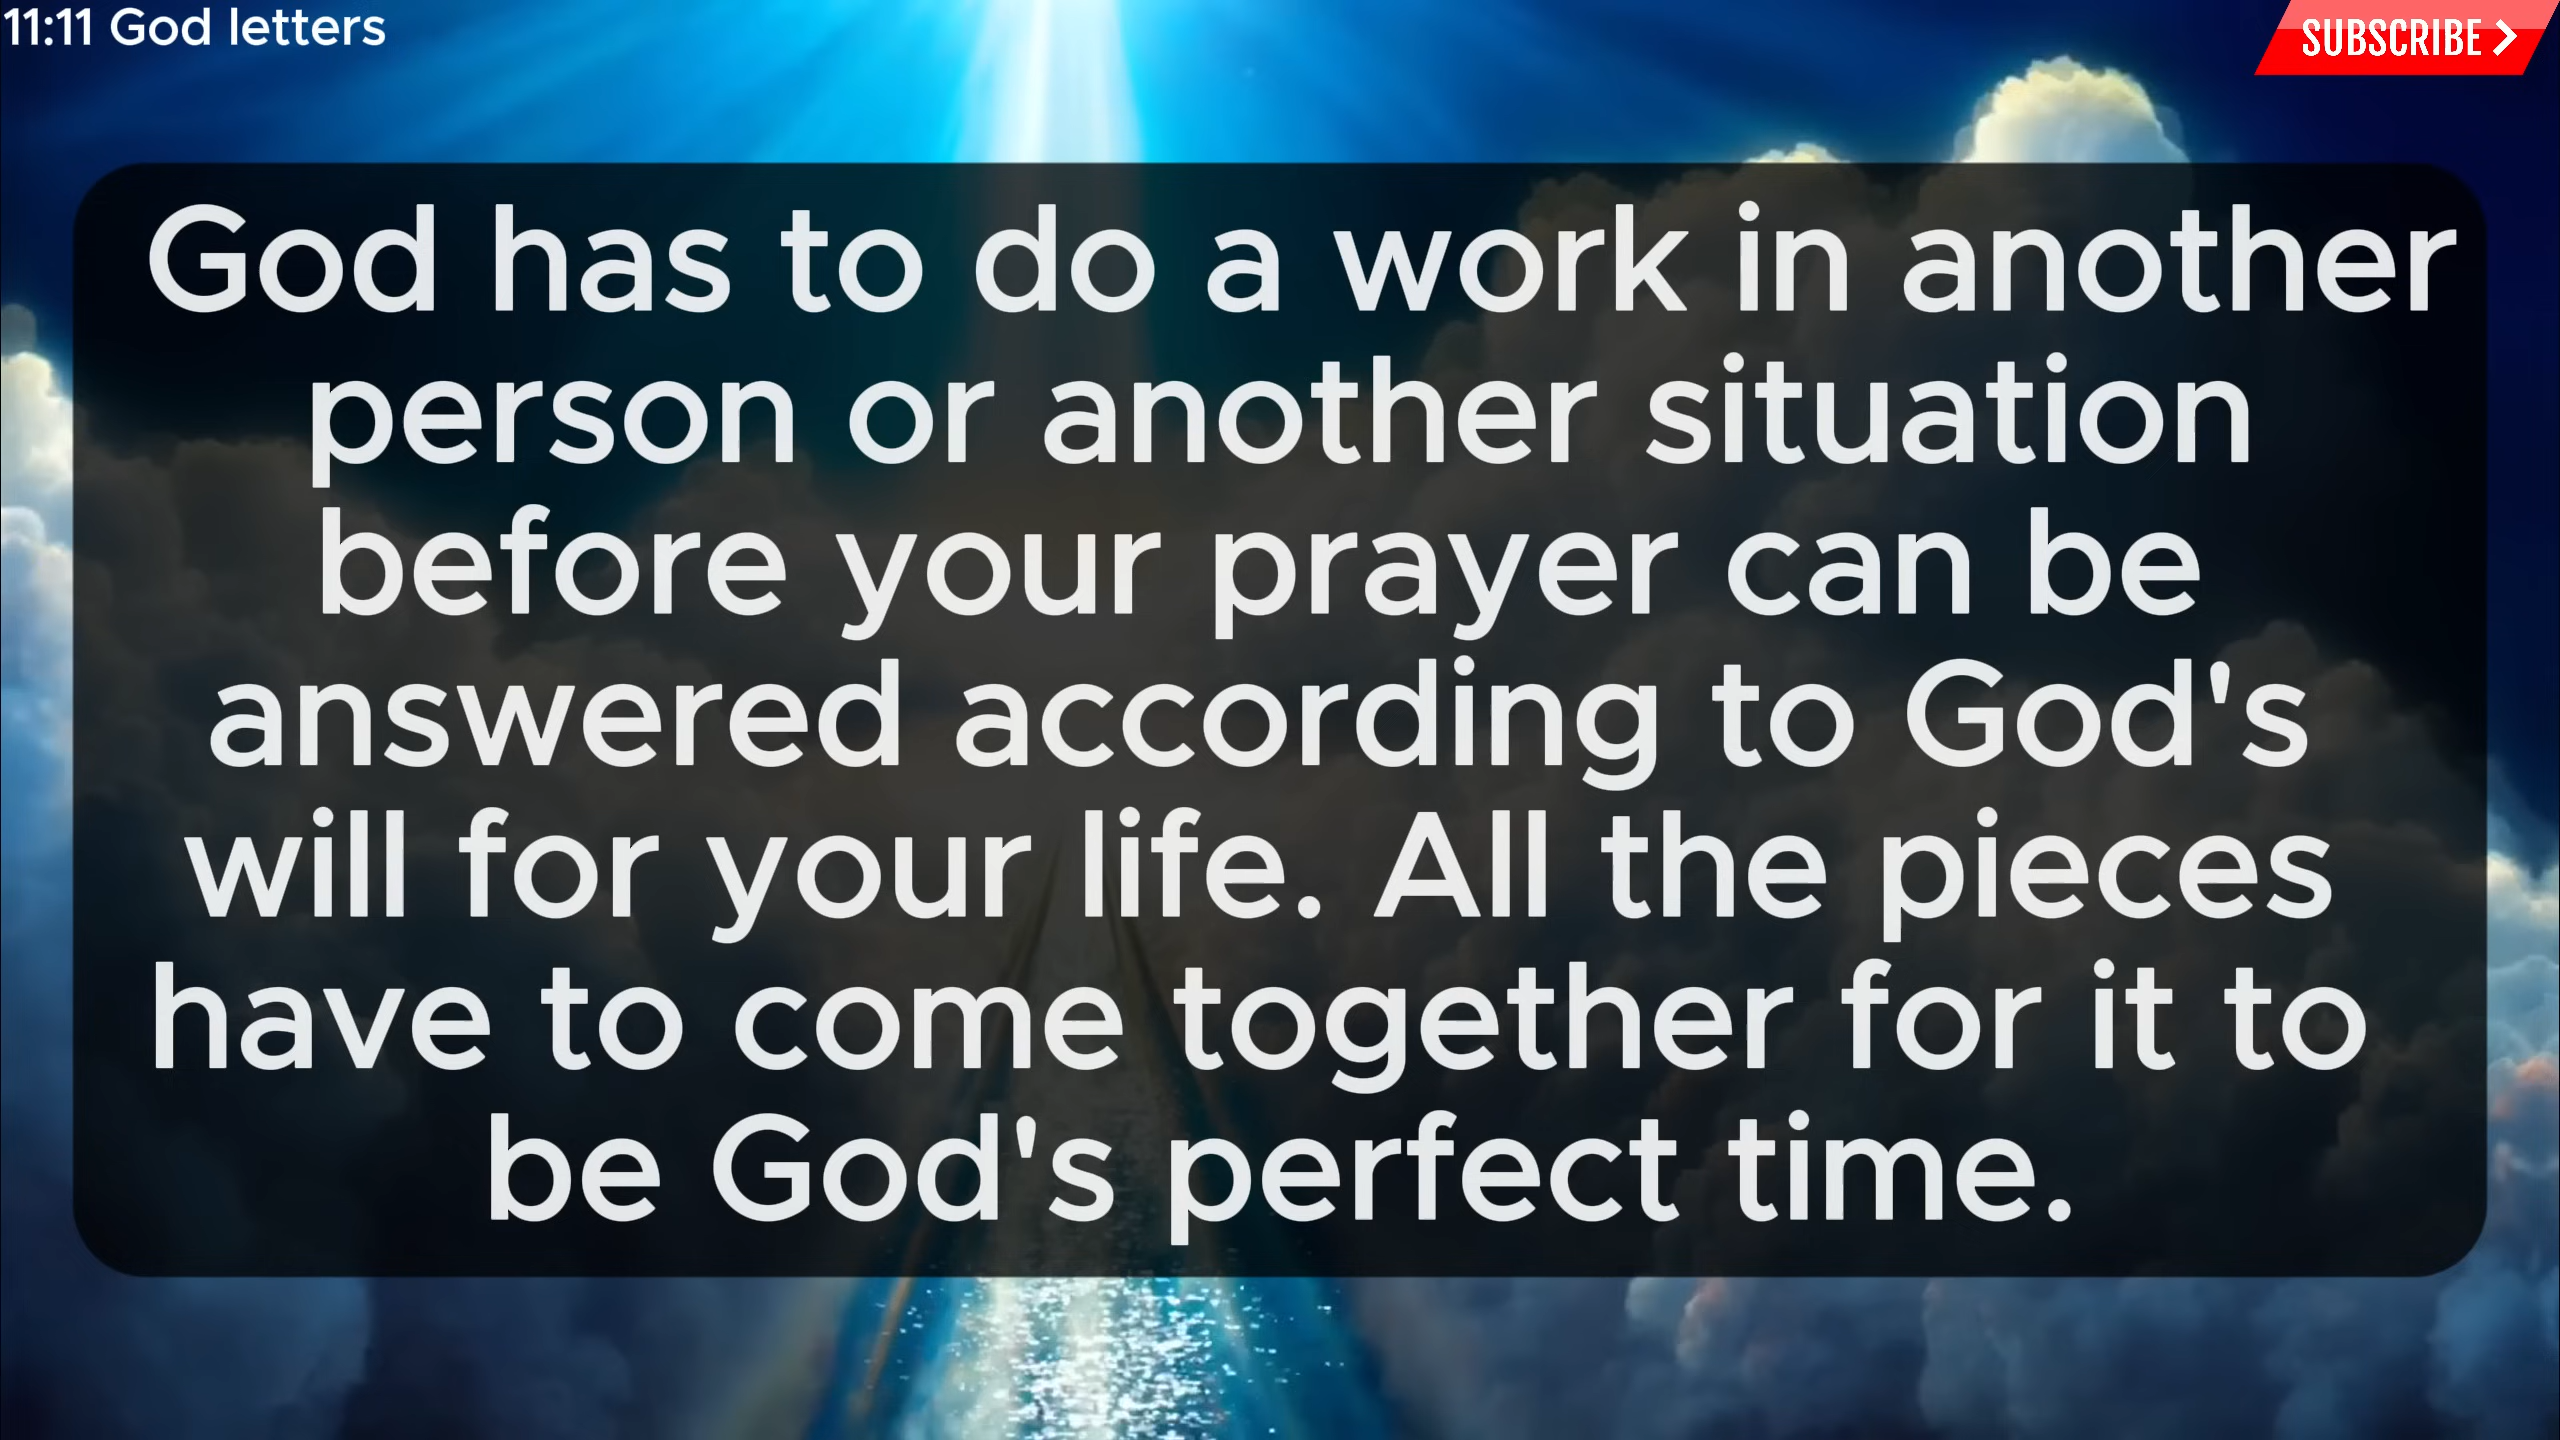 11:11 God letters
SUBSCRIBE
God has to do a work in another
person or another situation
before your prayer can be
answered according to God's
will for your life. All the pieces
have to come together for it to
be God's perfect time.